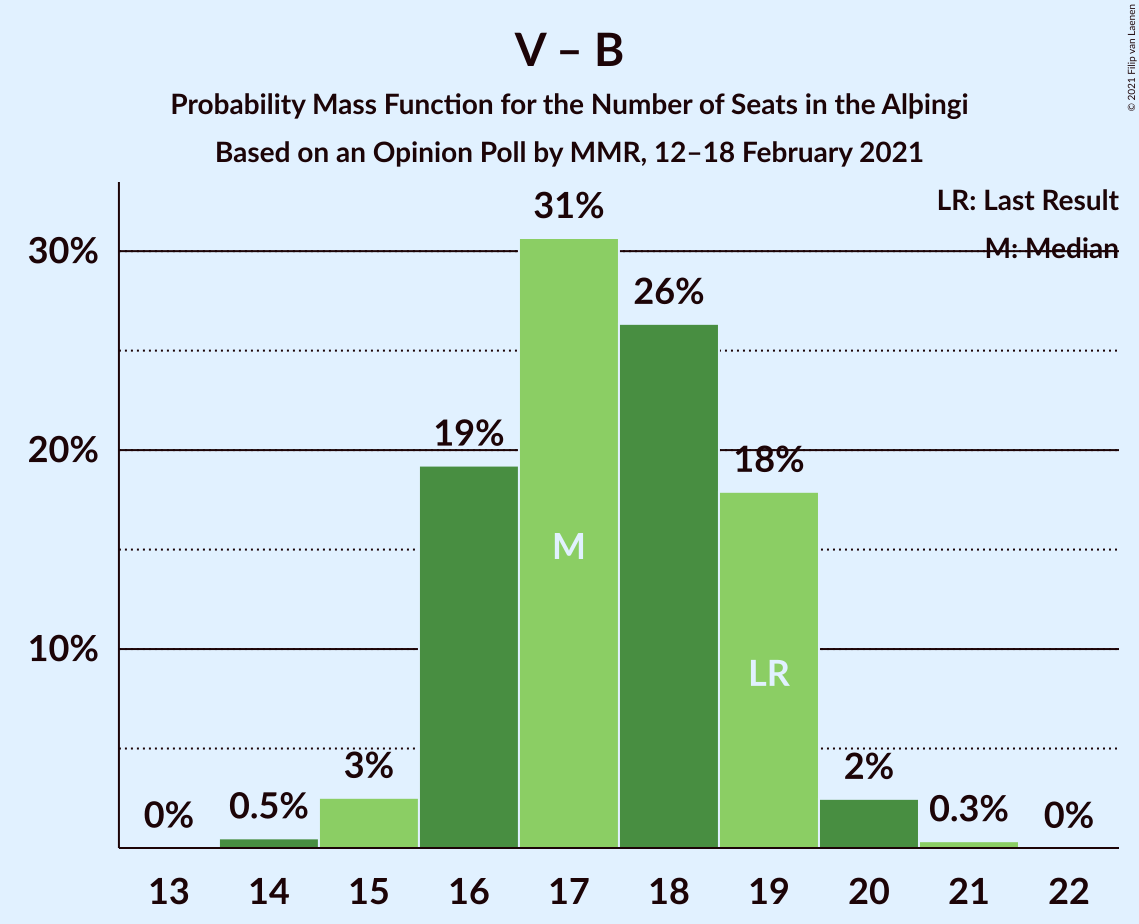 V – B
Probability Mass Function for the Number of Seats in the Alþingi
Based on an Opinion Poll by MMR, 12–18 February 2021
© 2021 Filip van Laenen
LR: Last Result
M: Median
30%
20%
10%
0%
0.5%
3%
19%
31%
26%
18%
2%
0.3%
0%
M
LR
13 14 15 16 17 18 19 20 21 22